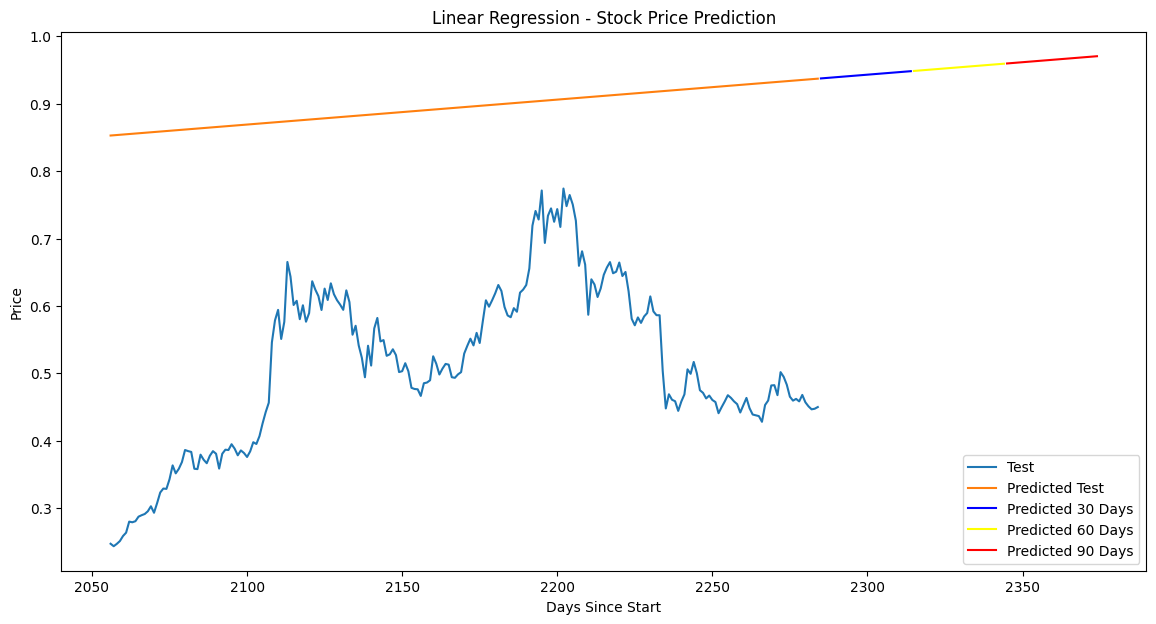 Linear Regression - Stock Price Prediction
1.0
0.9
0.8
0.7
0.6
0.5
0.4
0.3
Price
2050 2100 2150 2200 2250 2300 2350
Days Since Start
Test
Predicted Test
Predicted 30 Days
Predicted 60 Days
Predicted 90 Days